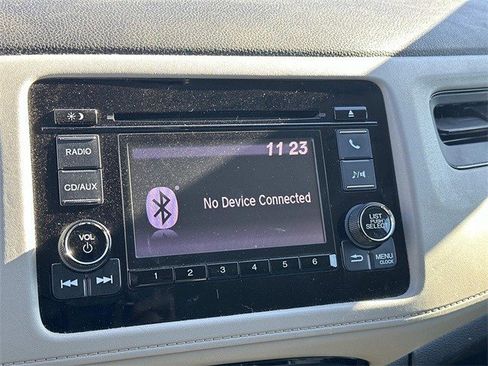 11 23
RADIO
CD/AUX
No Device Connected
VOL
LIST
PUSH
SELECT
MENU
CLOCK
1 2 3 4 5 6